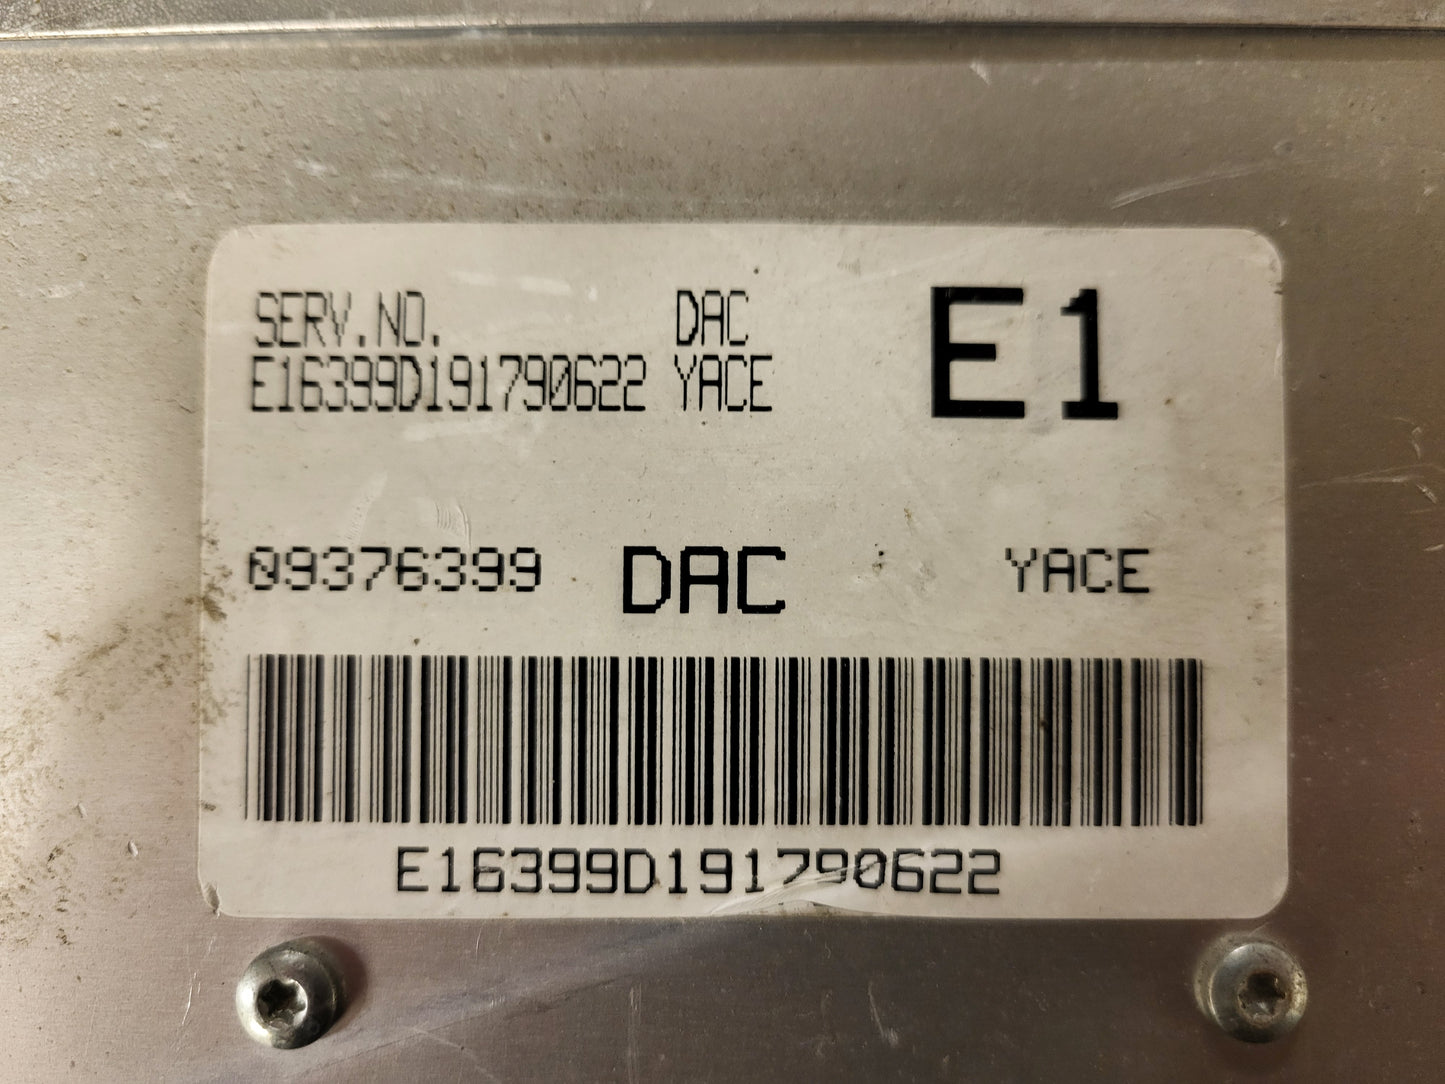 SERV.NO. DAC E1
E16399D191790622 YACE
09376399 DAC YACE
E16399D191790622